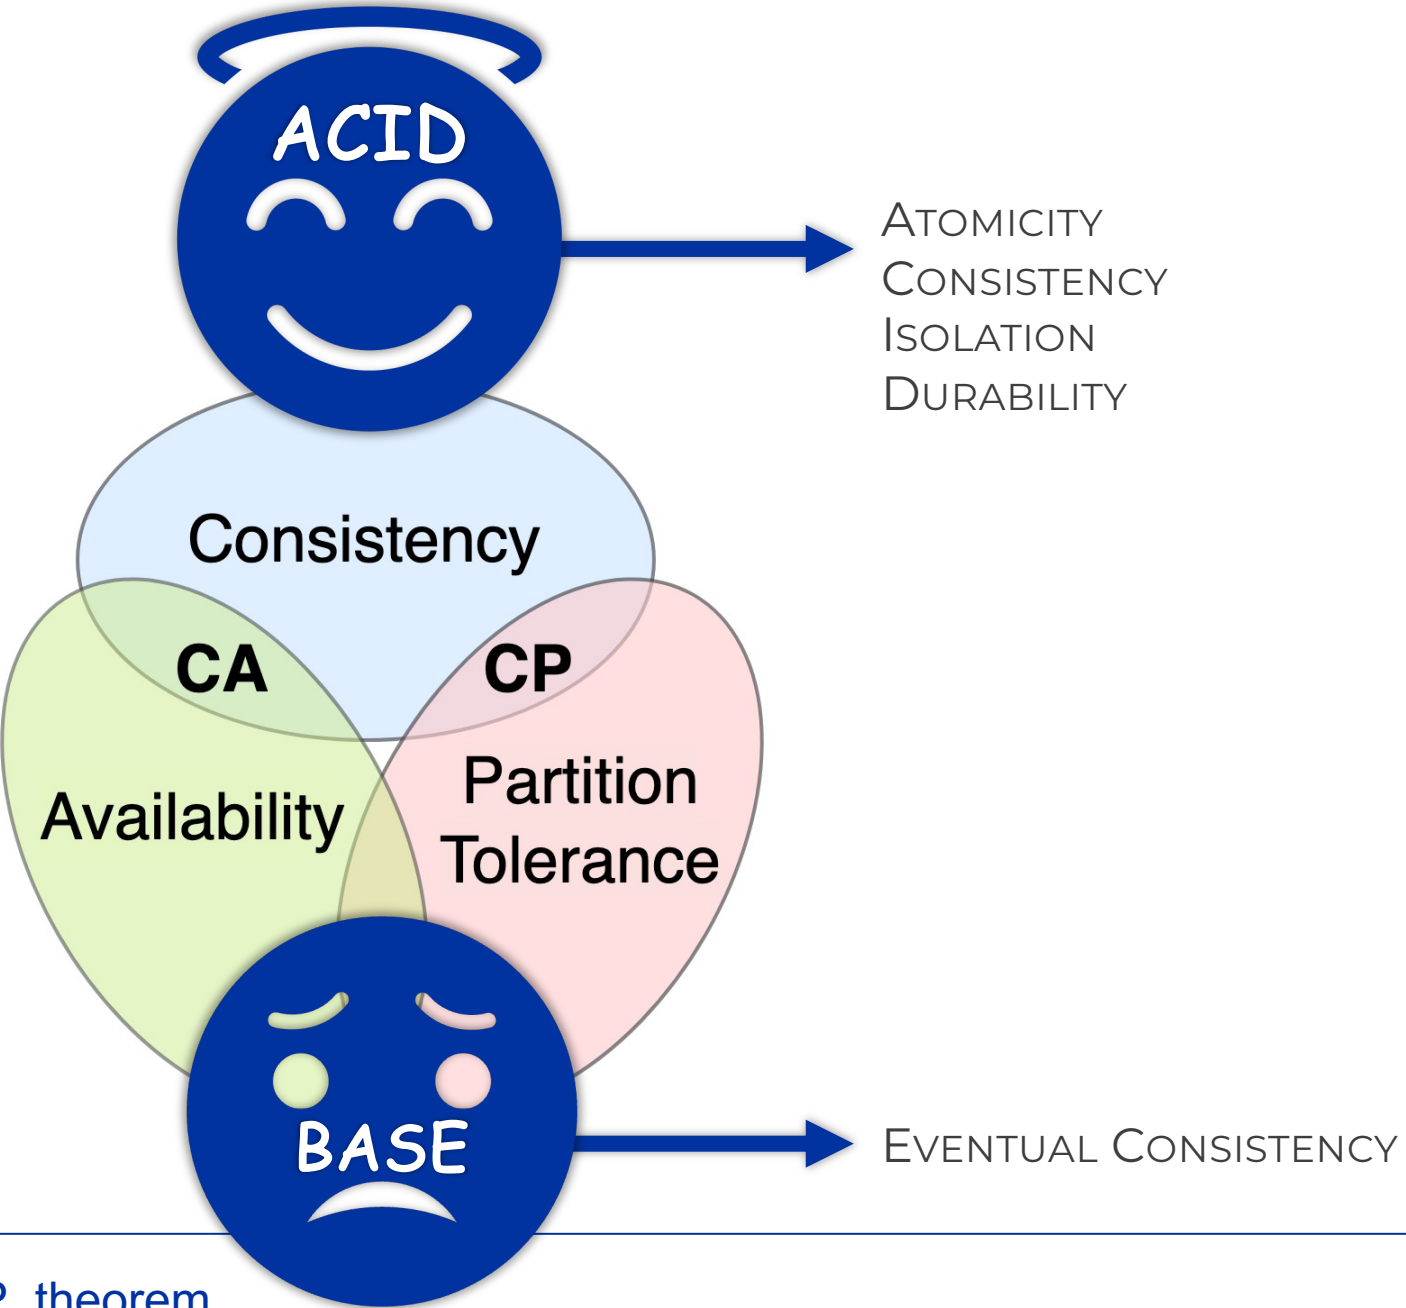 ACID
ATOMICITY
CONSISTENCY
ISOLATION
DURABILITY
Consistency
CA
CP
Availability
Partition
Tolerance
BASE
EVENTUAL CONSISTENCY
theorem